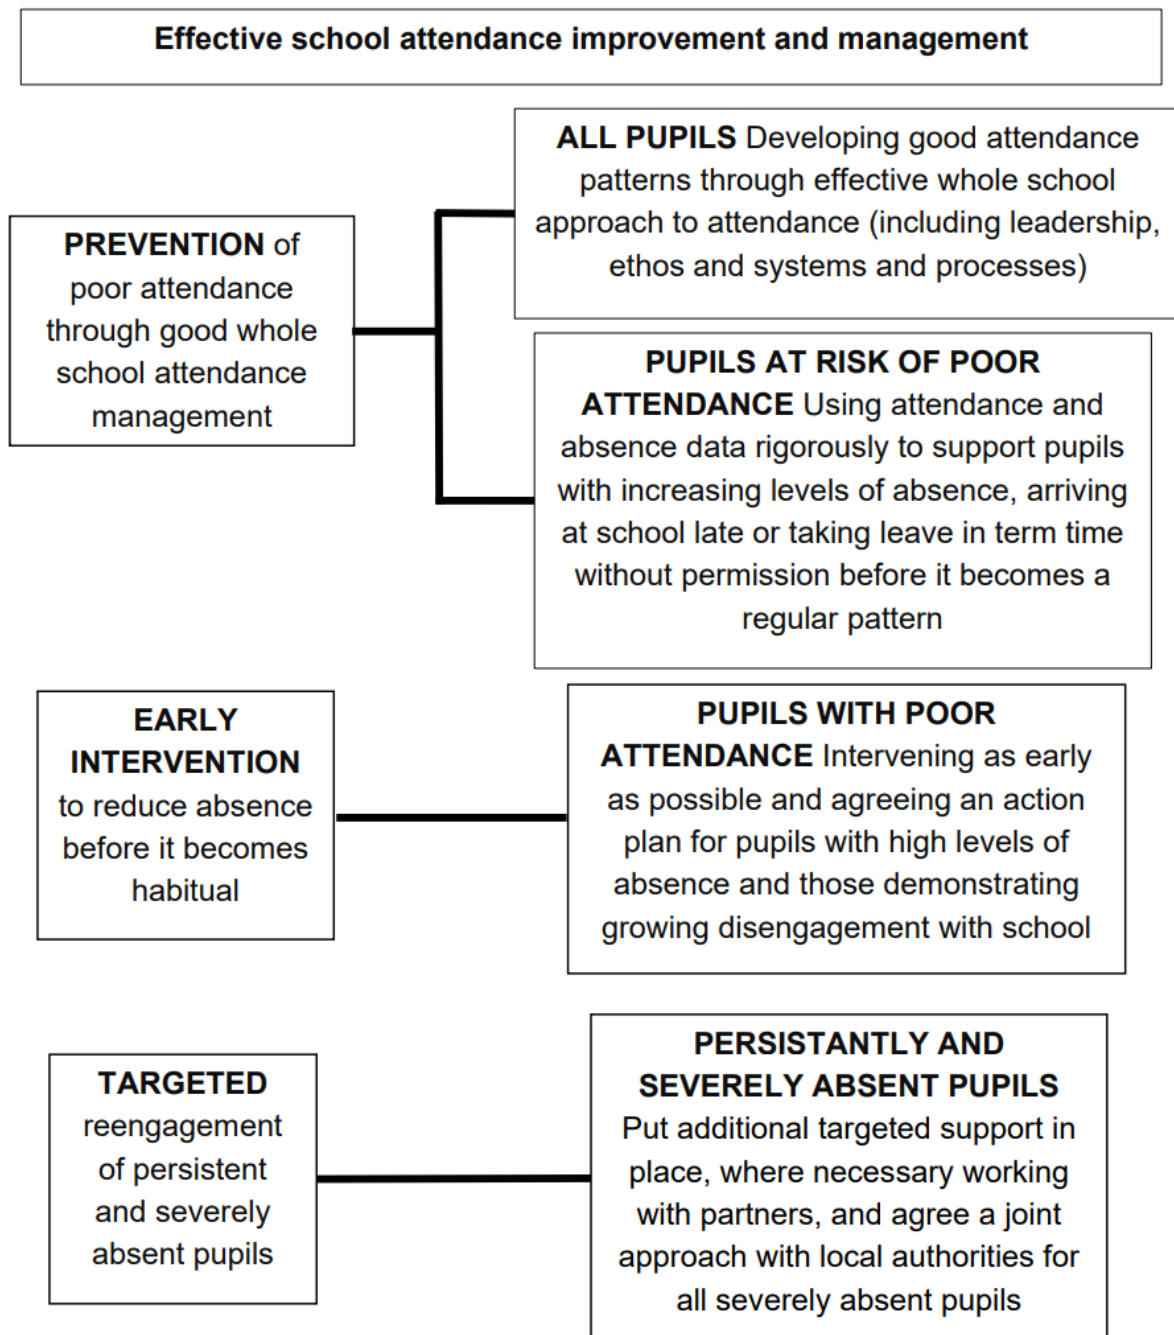 Effective school attendance improvement and management
ALL PUPILS Developing good attendance
patterns through effective whole school
approach to attendance (including leadership,
ethos and systems and processes)
PREVENTION of
poor attendance
through good whole
school attendance
management
PUPILS AT RISK OF POOR
ATTENDANCE Using attendance and
absence data rigorously to support pupils
with increasing levels of absence, arriving
at school late or taking leave in term time
without permission before it becomes a
regular pattern
EARLY
INTERVENTION
to reduce absence
before it becomes
habitual
PUPILS WITH POOR
ATTENDANCE Intervening as early
as possible and agreeing an action
plan for pupils with high levels of
absence and those demonstrating
growing disengagement with school
TARGETED
reengagement
of persistent
and severely
absent pupils
PERSISTANTLY AND
SEVERELY ABSENT PUPILS
Put additional targeted support in
place, where necessary working
with partners, and agree a joint
approach with local authorities for
all severely absent pupils